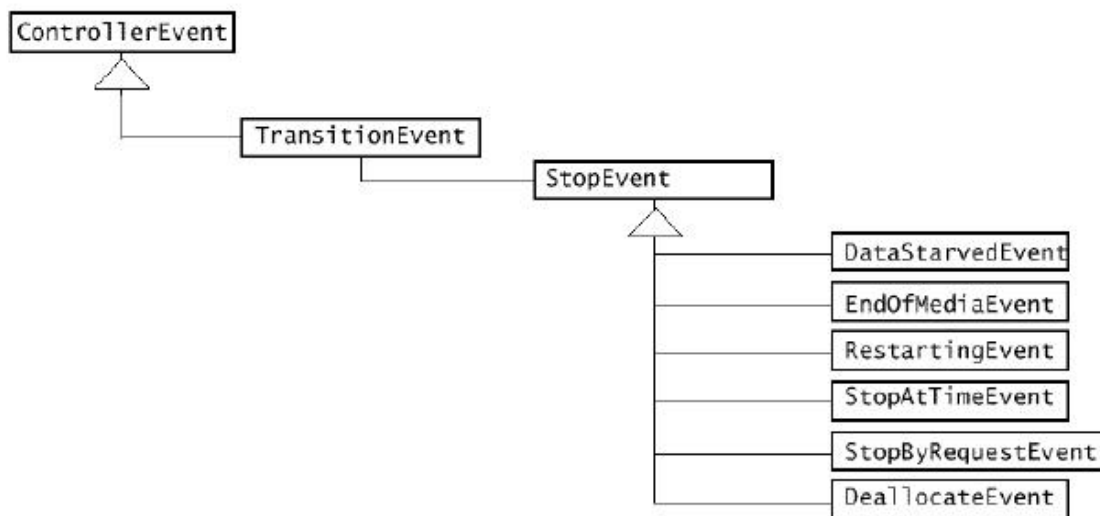 ControllerEvent
TransitionEvent
StopEvent
DataStarvedEvent
EndOfMediaEvent
RestartingEvent
StopAtTimeEvent
StopByRequestEvent
DeallocateEvent